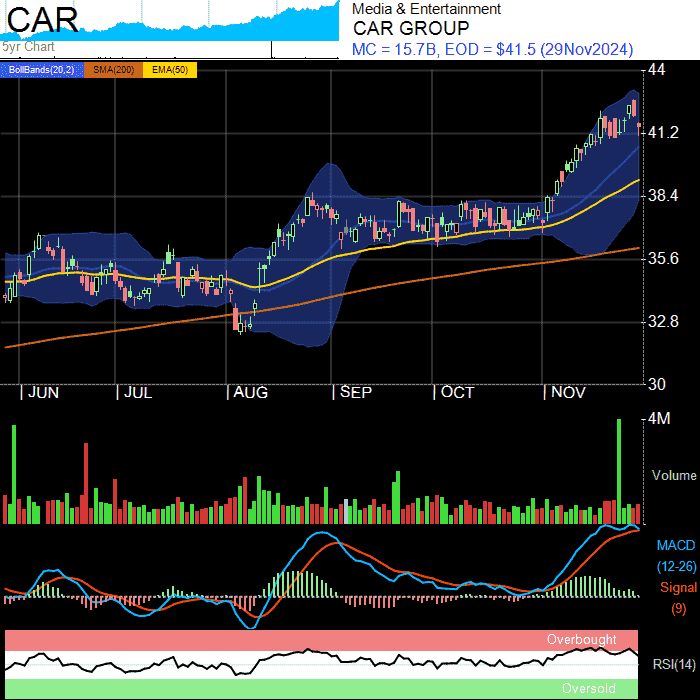 CAR
5yr Chart
Media & Entertainment
CAR GROUP
MC = 15.7B, EOD = $41.5 (29Nov2024)
BollBands(20,2) SMA(200) EMA(50)
44
41.2
38.4
35.6
32.8
30
| JUN | JUL | AUG | SEP | OCT | NOV
4M
Volume
MACD
(12-26)
Signal
(9)
Overbought
RSI(14)
Oversold